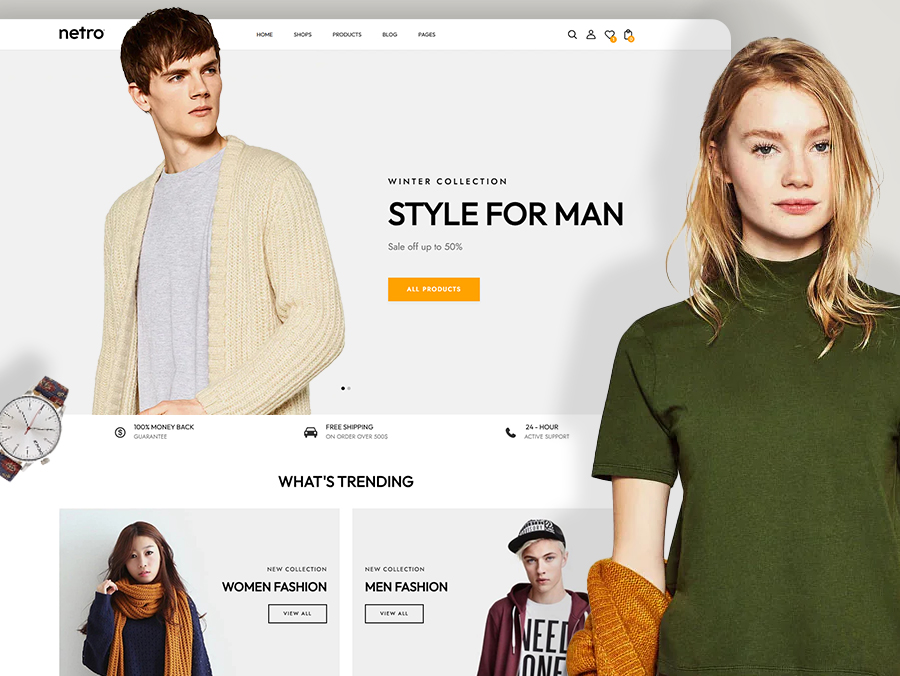 netro
HOME SHOPS PRODUCTS BLOG PAGES
WINTER COLLECTION
STYLE FOR MAN
Sale off up to 50%
ALL PRODUCTS
100% MONEY BACK
GUARANTEE
FREE SHIPPING
ON ORDER OVER 500$
24 - HOUR
ACTIVE SUPPORT
WHAT'S TRENDING
NEW COLLECTION
WOMEN FASHION
VIEW ALL
NEW COLLECTION
MEN FASHION
VIEW ALL
NEED
ONE